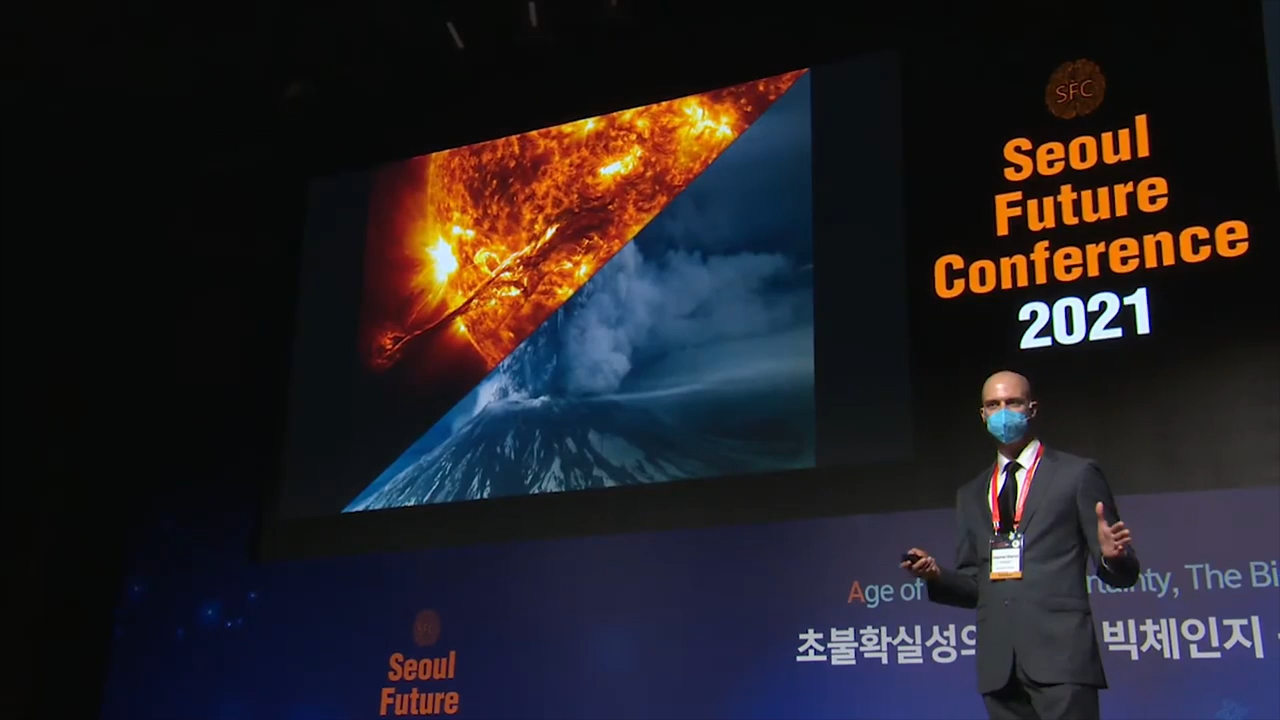 SFC
Seoul
Future
Conference
2021
Age of tainty, The Bi
초불확실성의 빅체인지
SFC
Seoul
Future